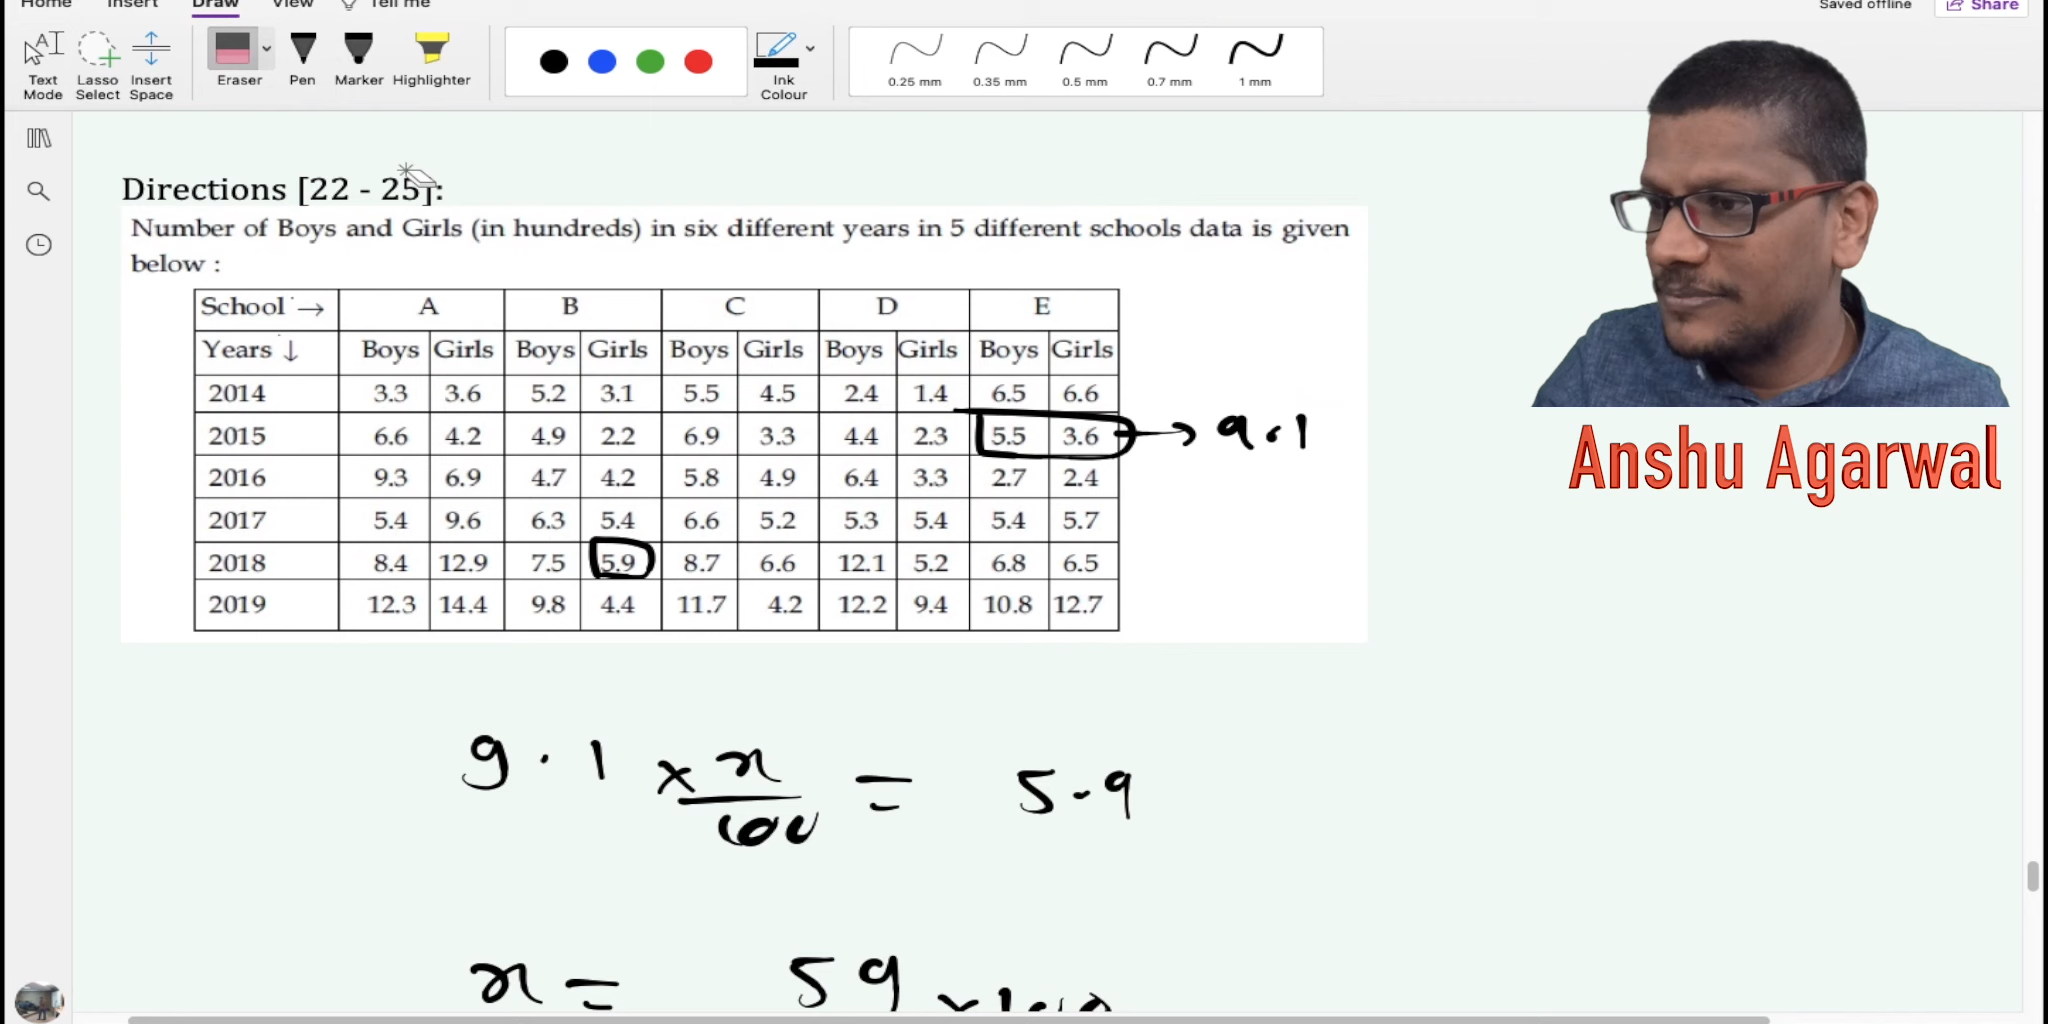 Home Insert Draw View Tell me Saved offline Share
Text Mode Lasso Select Insert Space Eraser Pen Marker Highlighter Ink Colour 0.25 mm 0.35 mm 0.5 mm 0.7 mm 1 mm
Directions [22 - 25]:
Number of Boys and Girls (in hundreds) in six different years in 5 different schools data is given
below :
School → A B C D E
Years ↓ Boys Girls Boys Girls Boys Girls Boys Girls Boys Girls
2014 3.3 3.6 5.2 3.1 5.5 4.5 2.4 1.4 6.5 6.6
2015 6.6 4.2 4.9 2.2 6.9 3.3 4.4 2.3 5.5 3.6 → 9.1
2016 9.3 6.9 4.7 4.2 5.8 4.9 6.4 3.3 2.7 2.4
2017 5.4 9.6 6.3 5.4 6.6 5.2 5.3 5.4 5.4 5.7
2018 8.4 12.9 7.5 5.9 8.7 6.6 12.1 5.2 6.8 6.5
2019 12.3 14.4 9.8 4.4 11.7 4.2 12.2 9.4 10.8 12.7
Anshu Agarwal
9.1 × x/100 = 5.9
x = 59